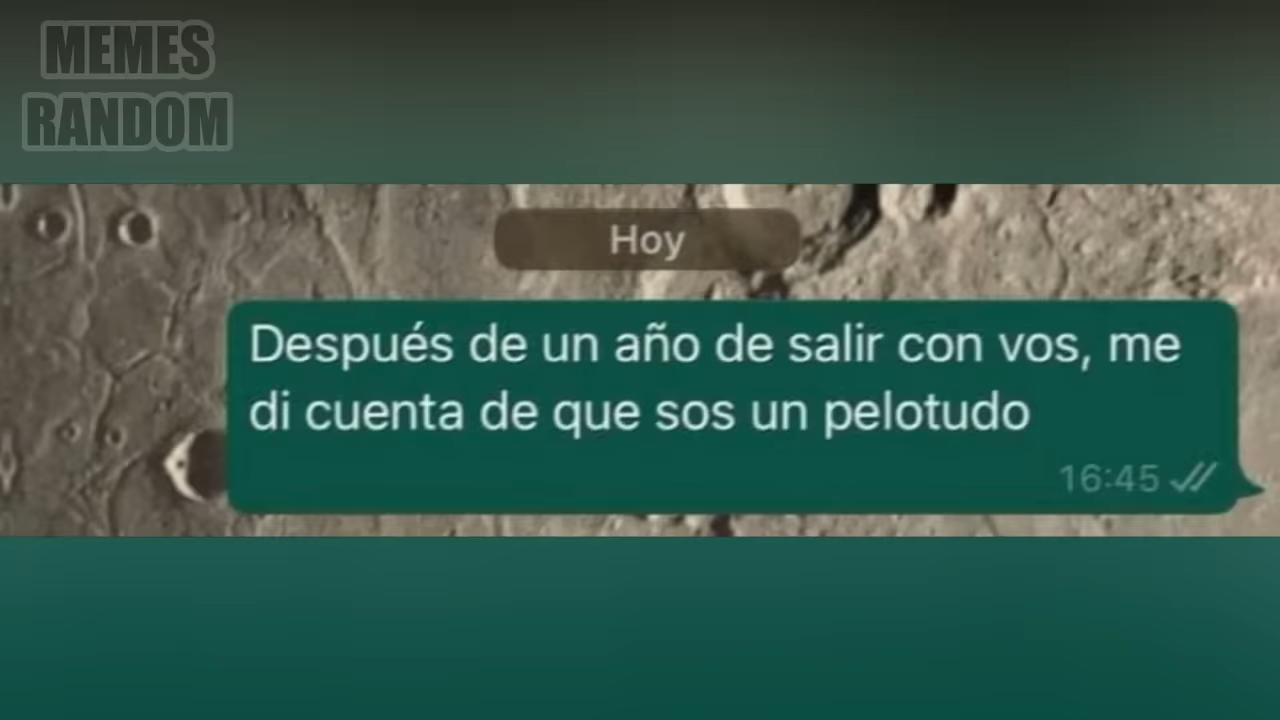 MEMES
RANDOM
Hoy
Después de un año de salir con vos, me
di cuenta de que sos un pelotudo
16:45